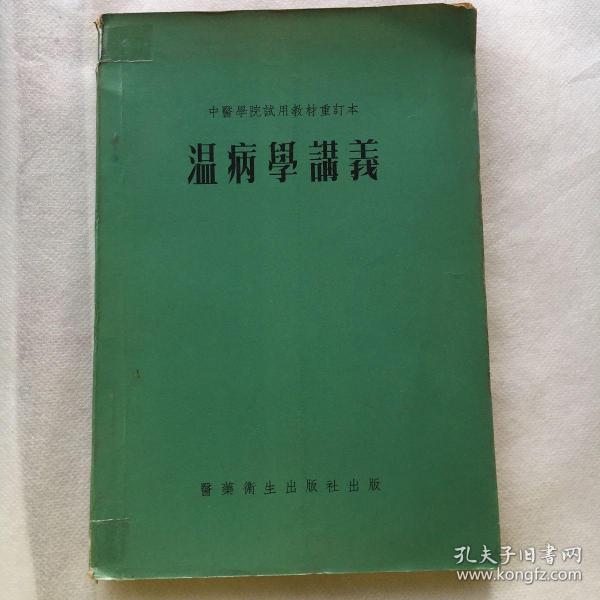 中醫學院試用教材重訂本
温病學講義
醫藥衛生出版社出版
孔夫子旧书网
www.kongfz.com